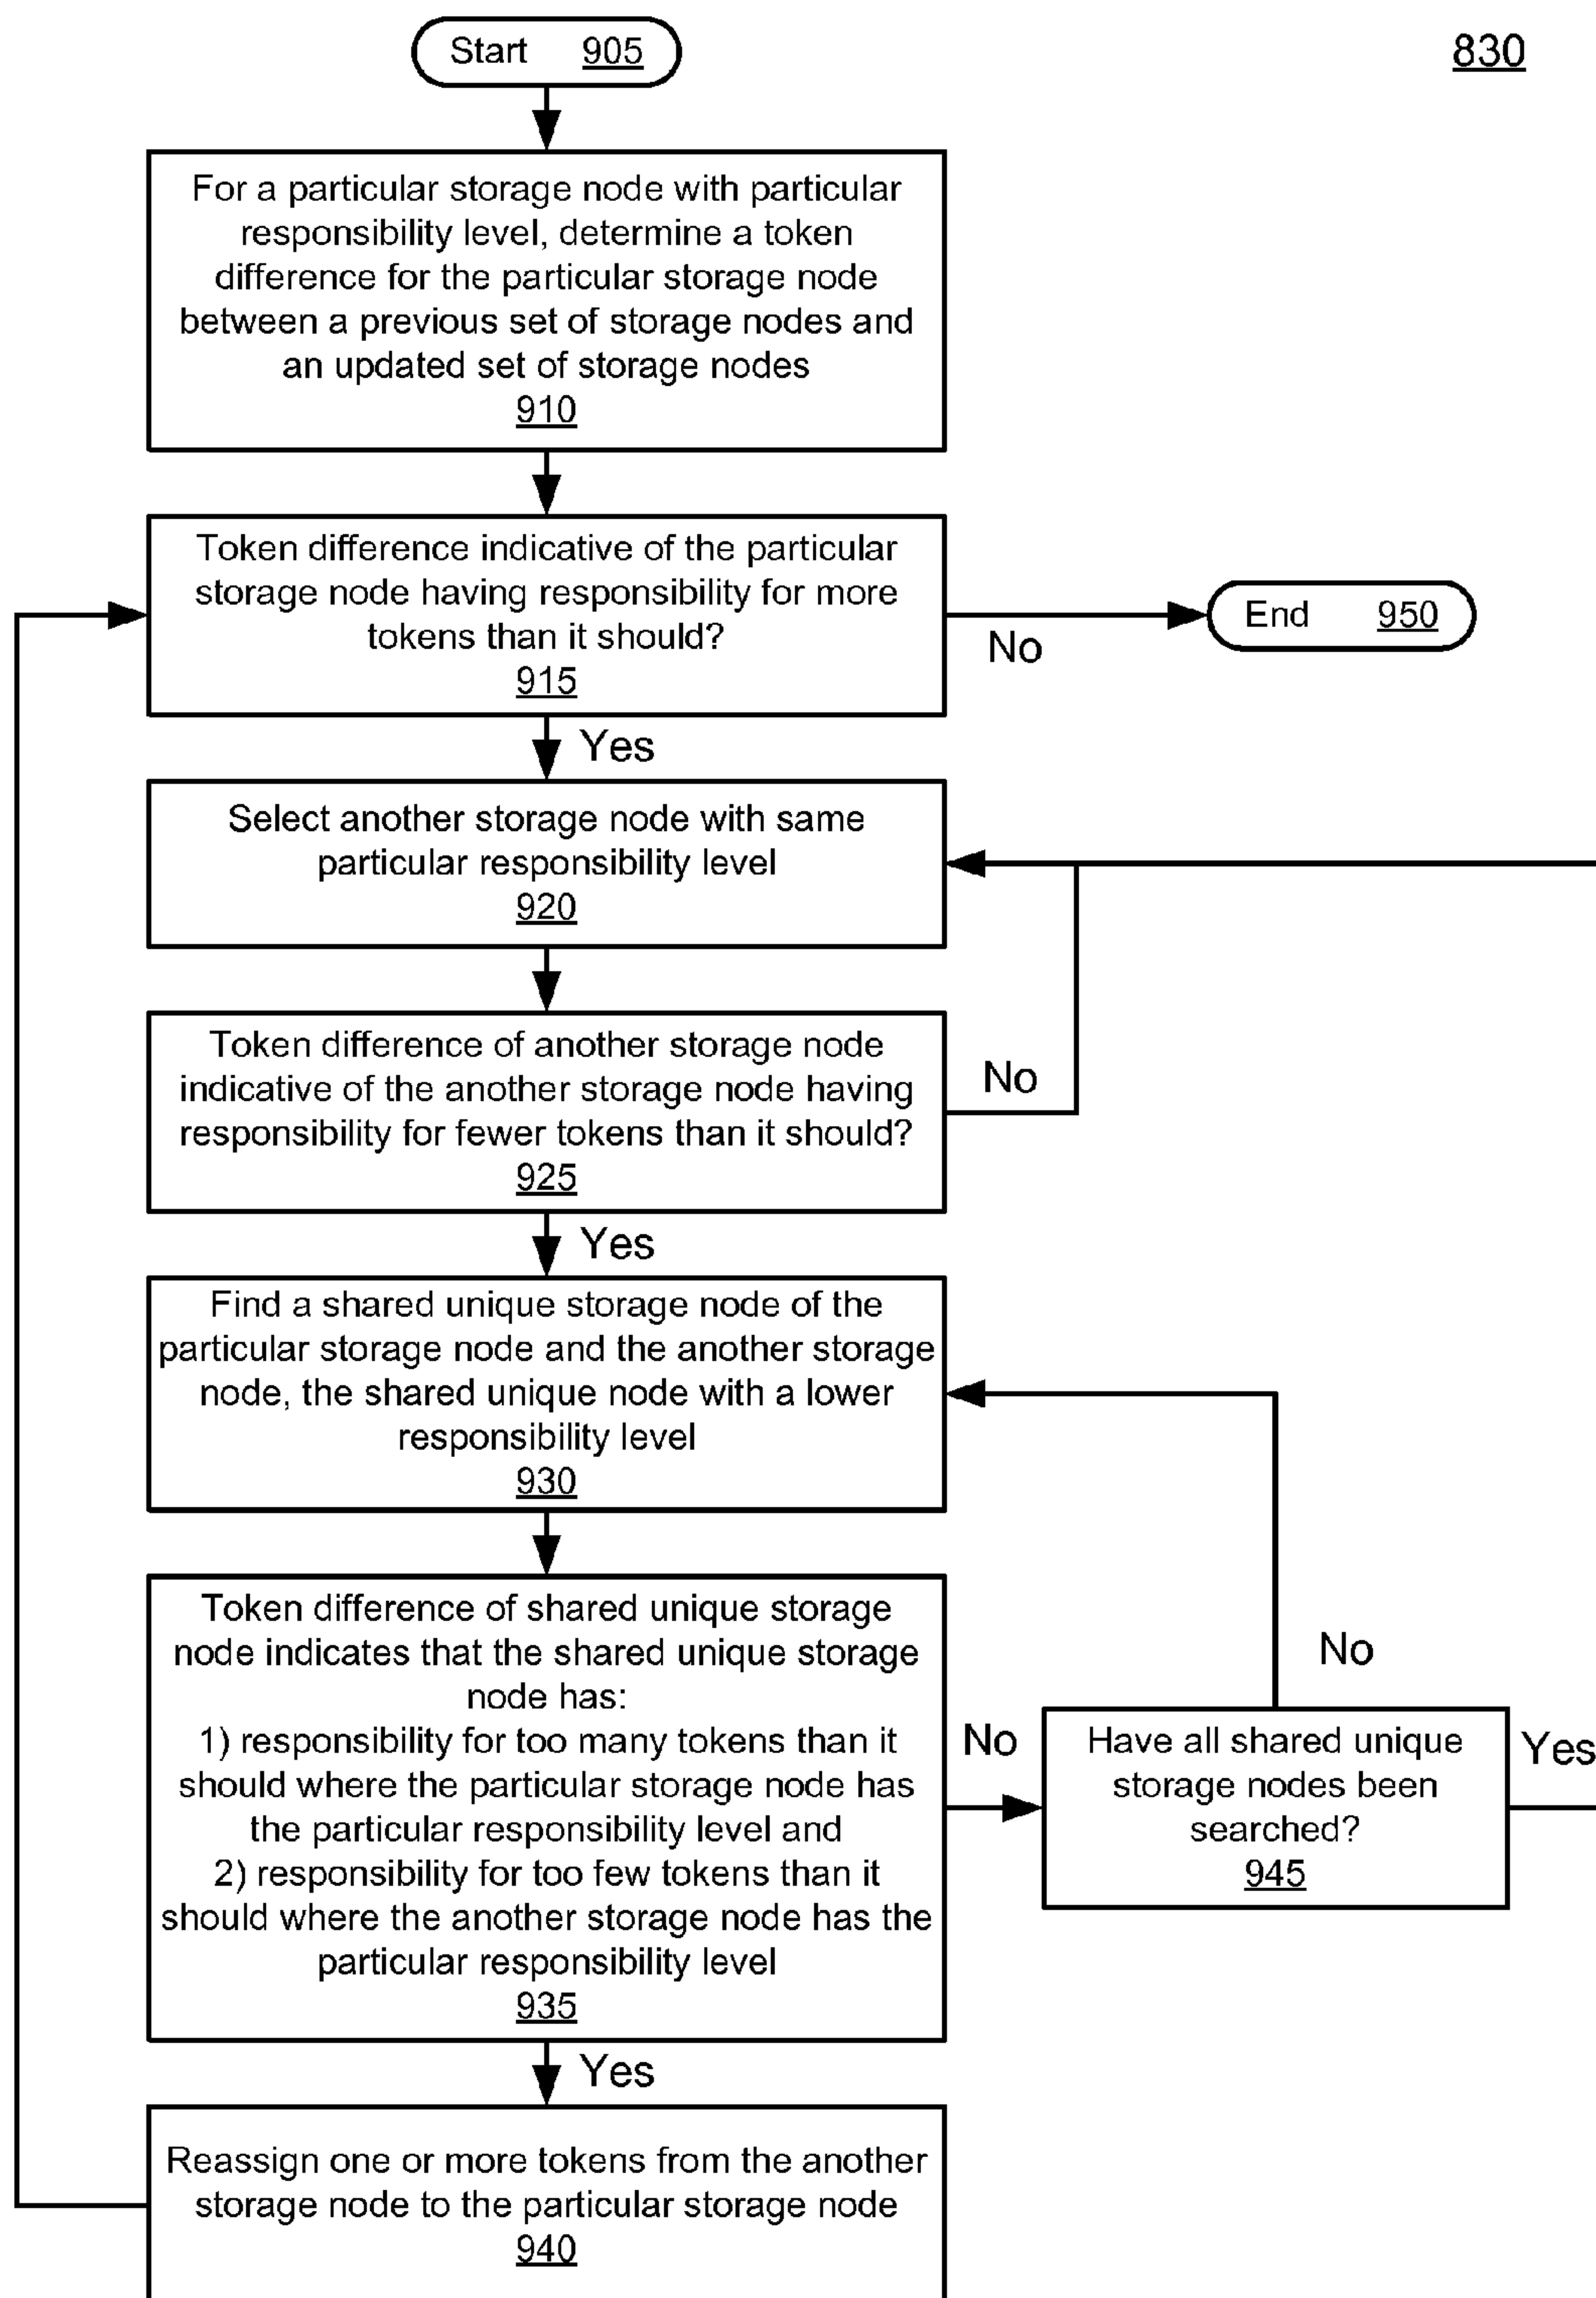 Start 905
830
For a particular storage node with particular
responsibility level, determine a token
difference for the particular storage node
between a previous set of storage nodes and
an updated set of storage nodes
910
Token difference indicative of the particular
storage node having responsibility for more
tokens than it should?
915
No
End 950
Yes
Select another storage node with same
particular responsibility level
920
Token difference of another storage node
indicative of the another storage node having
responsibility for fewer tokens than it should?
925
No
Yes
Find a shared unique storage node of the
particular storage node and the another storage
node, the shared unique node with a lower
responsibility level
930
Token difference of shared unique storage
node indicates that the shared unique storage
node has:
1) responsibility for too many tokens than it
should where the particular storage node has
the particular responsibility level and
2) responsibility for too few tokens than it
should where the another storage node has the
particular responsibility level
935
No
Have all shared unique
storage nodes been
searched?
945
No
Yes
Yes
Reassign one or more tokens from the another
storage node to the particular storage node
940